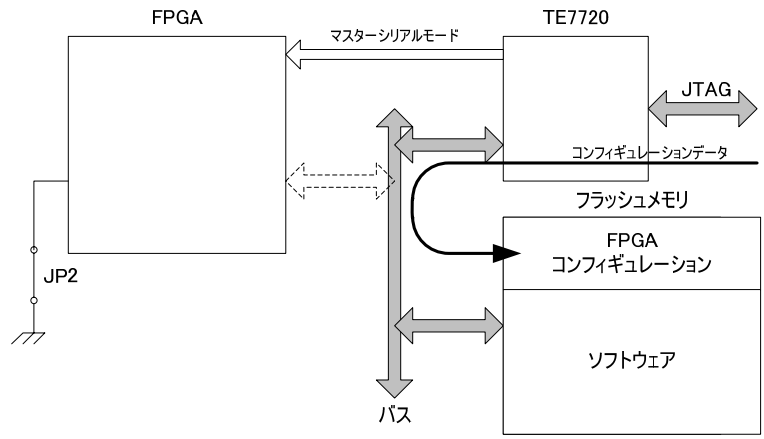 FPGA
TE7720
マスターシリアルモード
JTAG
コンフィギュレーションデータ
フラッシュメモリ
FPGA
コンフィギュレーション
JP2
ソフトウェア
バス